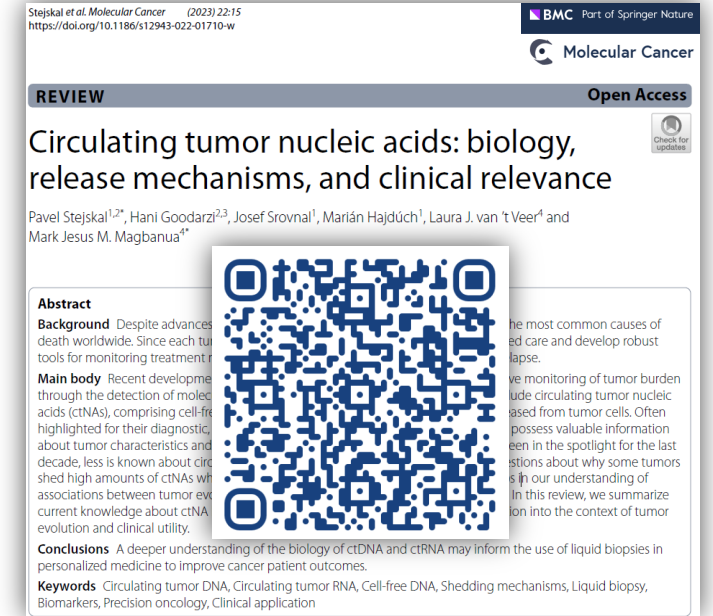 Stejskal et al. Molecular Cancer (2023) 22:15
https://doi.org/10.1186/s12943-022-01710-w
BMC Part of Springer Nature
Molecular Cancer
REVIEW Open Access
Check for
updates
Circulating tumor nucleic acids: biology,
release mechanisms, and clinical relevance
Pavel Stejskal1,2*, Hani Goodarzi2,3, Josef Srovnal1, Marián Hajdúch1, Laura J. van ’t Veer4 and
Mark Jesus M. Magbanua4*
Abstract
Background Despite advances he most common causes of
death worldwide. Since each tu ed care and develop robust
tools for monitoring treatment r lapse.
Main body Recent developme ve monitoring of tumor burden
through the detection of molec lude circulating tumor nucleic
acids (ctNAs), comprising cell-fre eased from tumor cells. Often
highlighted for their diagnostic, possess valuable information
about tumor characteristics and een in the spotlight for the last
decade, less is known about circ estions about why some tumors
shed high amounts of ctNAs wh s in our understanding of
associations between tumor evo In this review, we summarize
current knowledge about ctNA ion into the context of tumor
evolution and clinical utility.
Conclusions A deeper understanding of the biology of ctDNA and ctRNA may inform the use of liquid biopsies in
personalized medicine to improve cancer patient outcomes.
Keywords Circulating tumor DNA, Circulating tumor RNA, Cell-free DNA, Shedding mechanisms, Liquid biopsy,
Biomarkers, Precision oncology, Clinical application